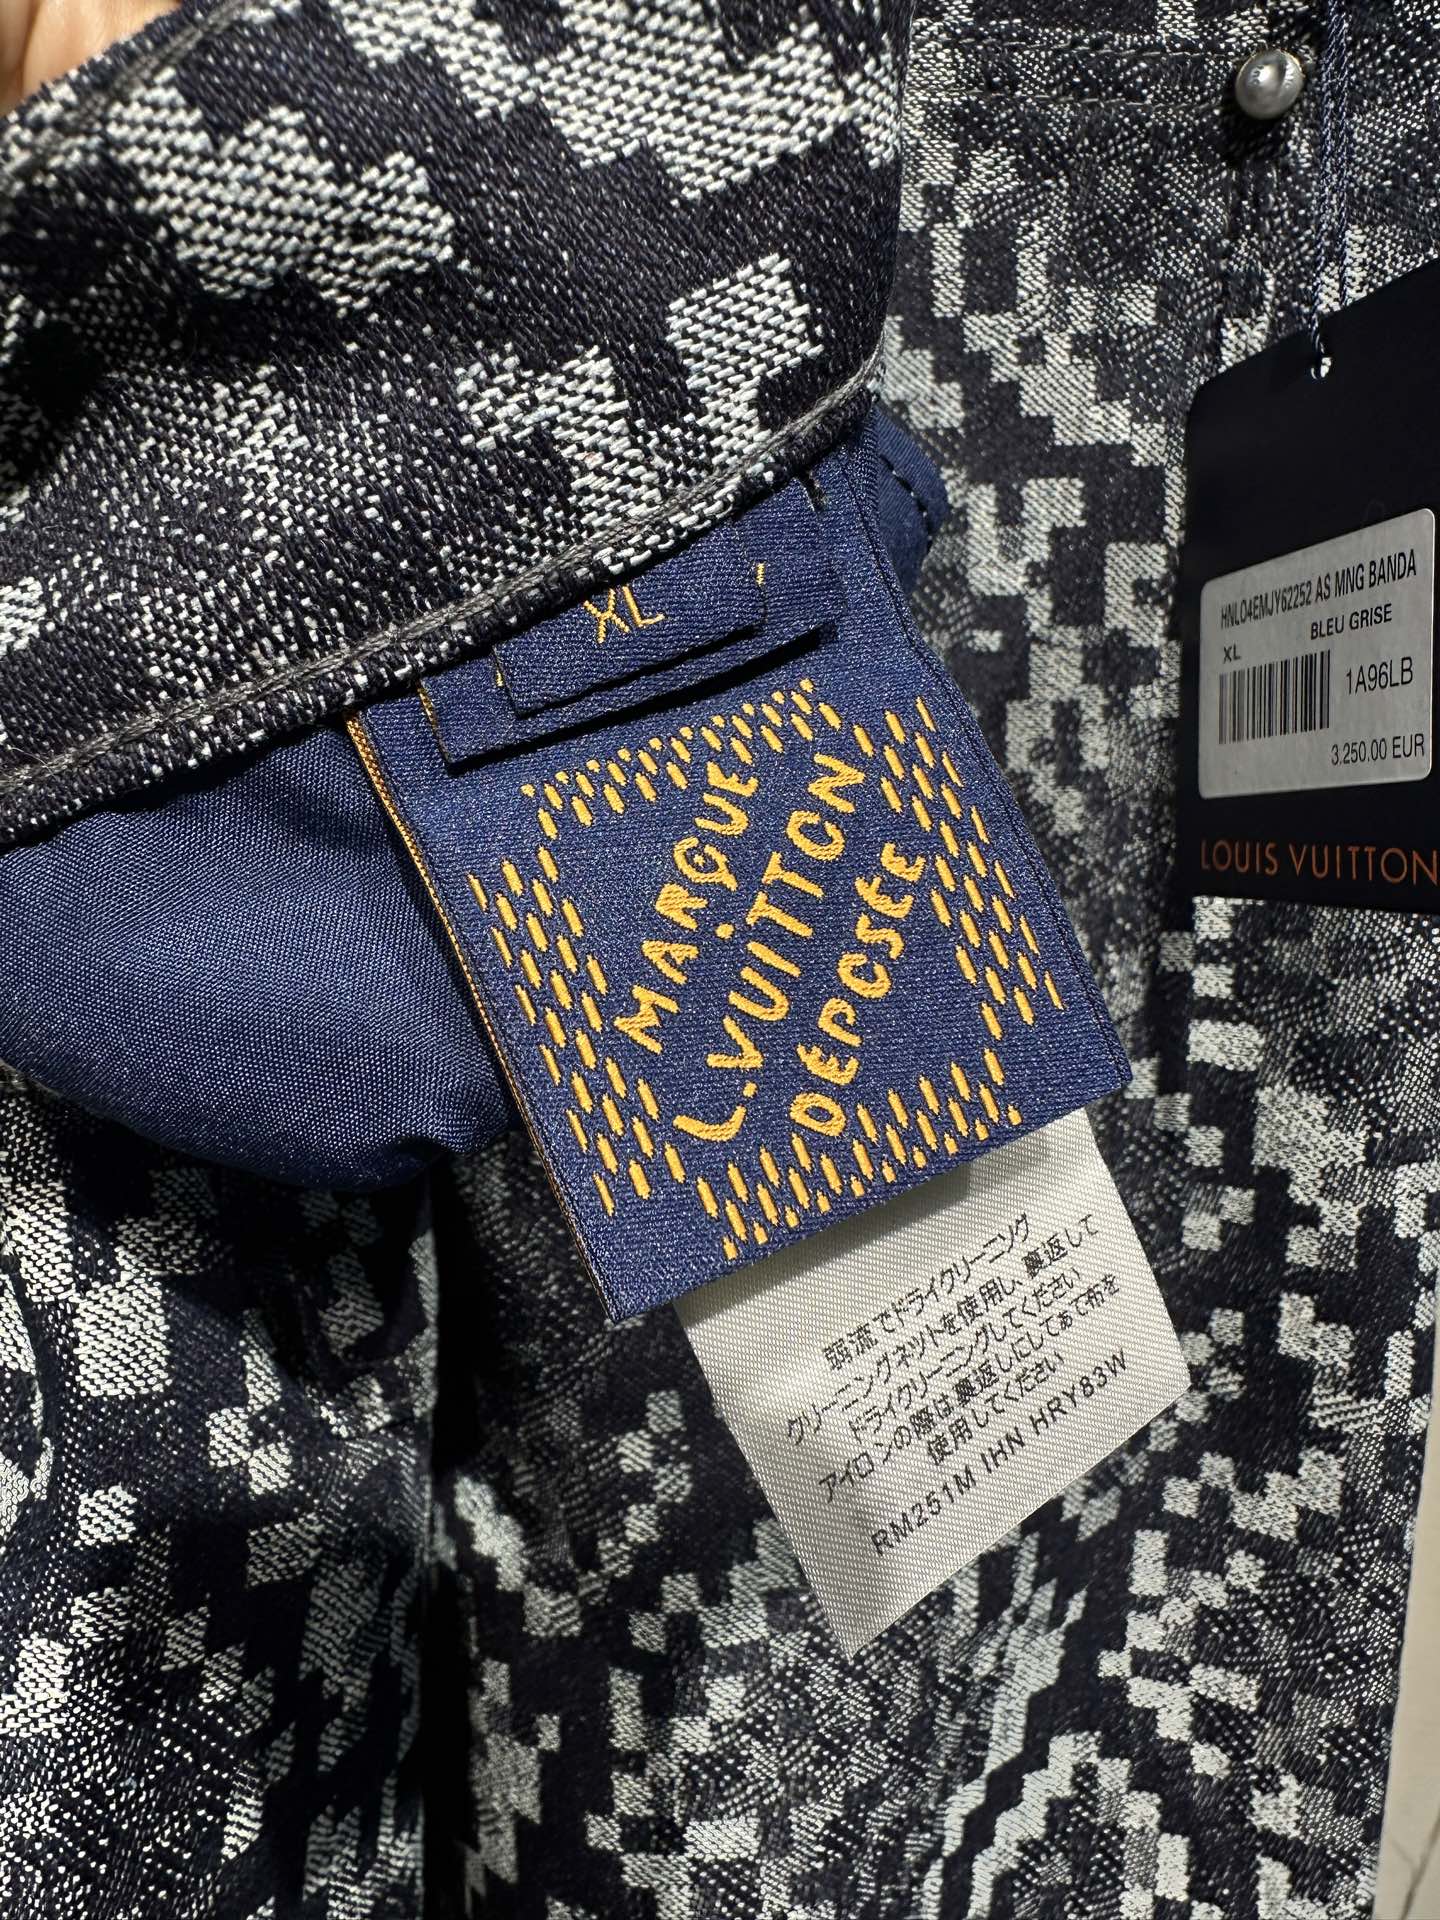 XL
MARQUE
L.VUITTON
DEPOSEE
弱流でドライクリーニング
クリーニングネットを使用し、裏返して
ドライクリーニングしてください
アイロンの際は裏返しにしてあて布を
使用してください
RM251M IHN HRY83W
HNLO4EMJY62252 AS MNG BANDA
BLEU GRISE
XL
1A96LB
3.250.00 EUR
LOUIS VUITTON